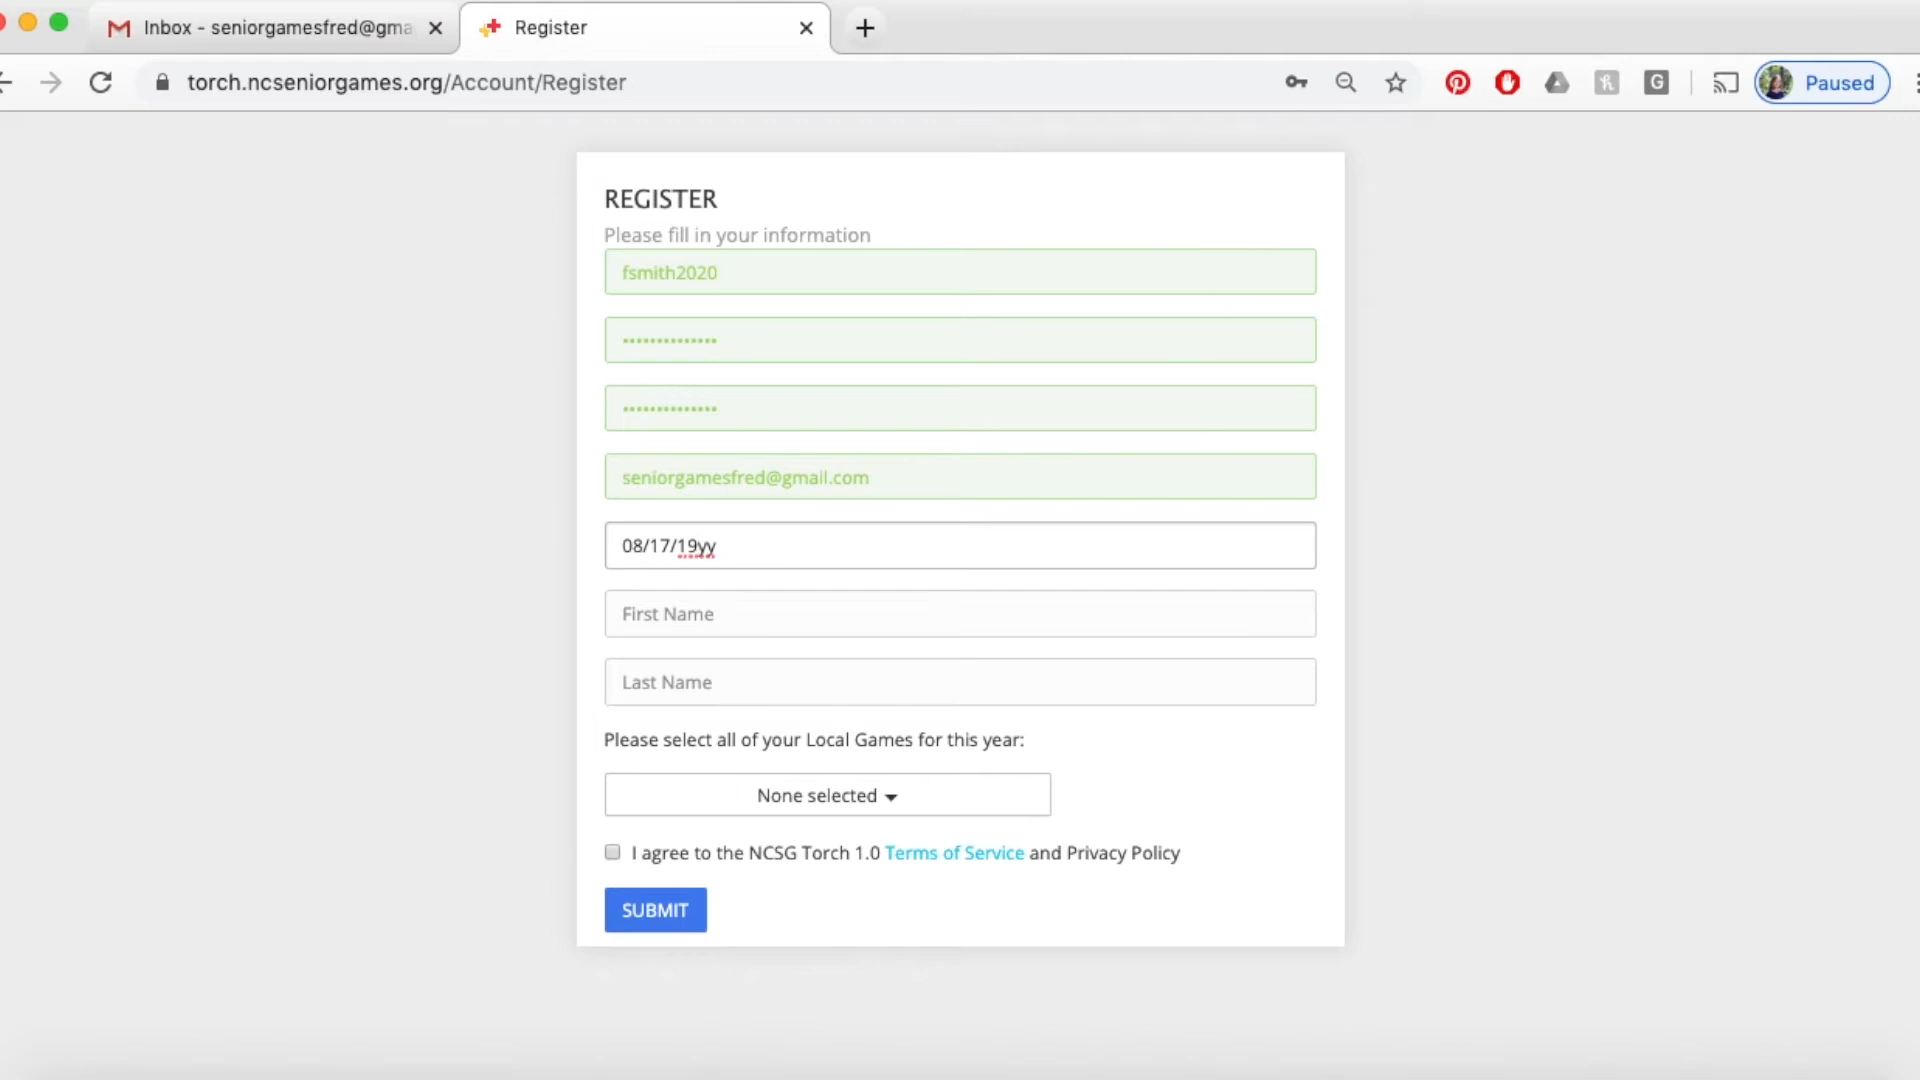 Inbox - seniorgamesfred@gma
Register
torch.ncseniorgames.org/Account/Register
Paused
REGISTER
Please fill in your information
fsmith2020
••••••••••••••
••••••••••••••
seniorgamesfred@gmail.com
08/17/19yy
First Name
Last Name
Please select all of your Local Games for this year:
None selected
I agree to the NCSG Torch 1.0 Terms of Service and Privacy Policy
SUBMIT